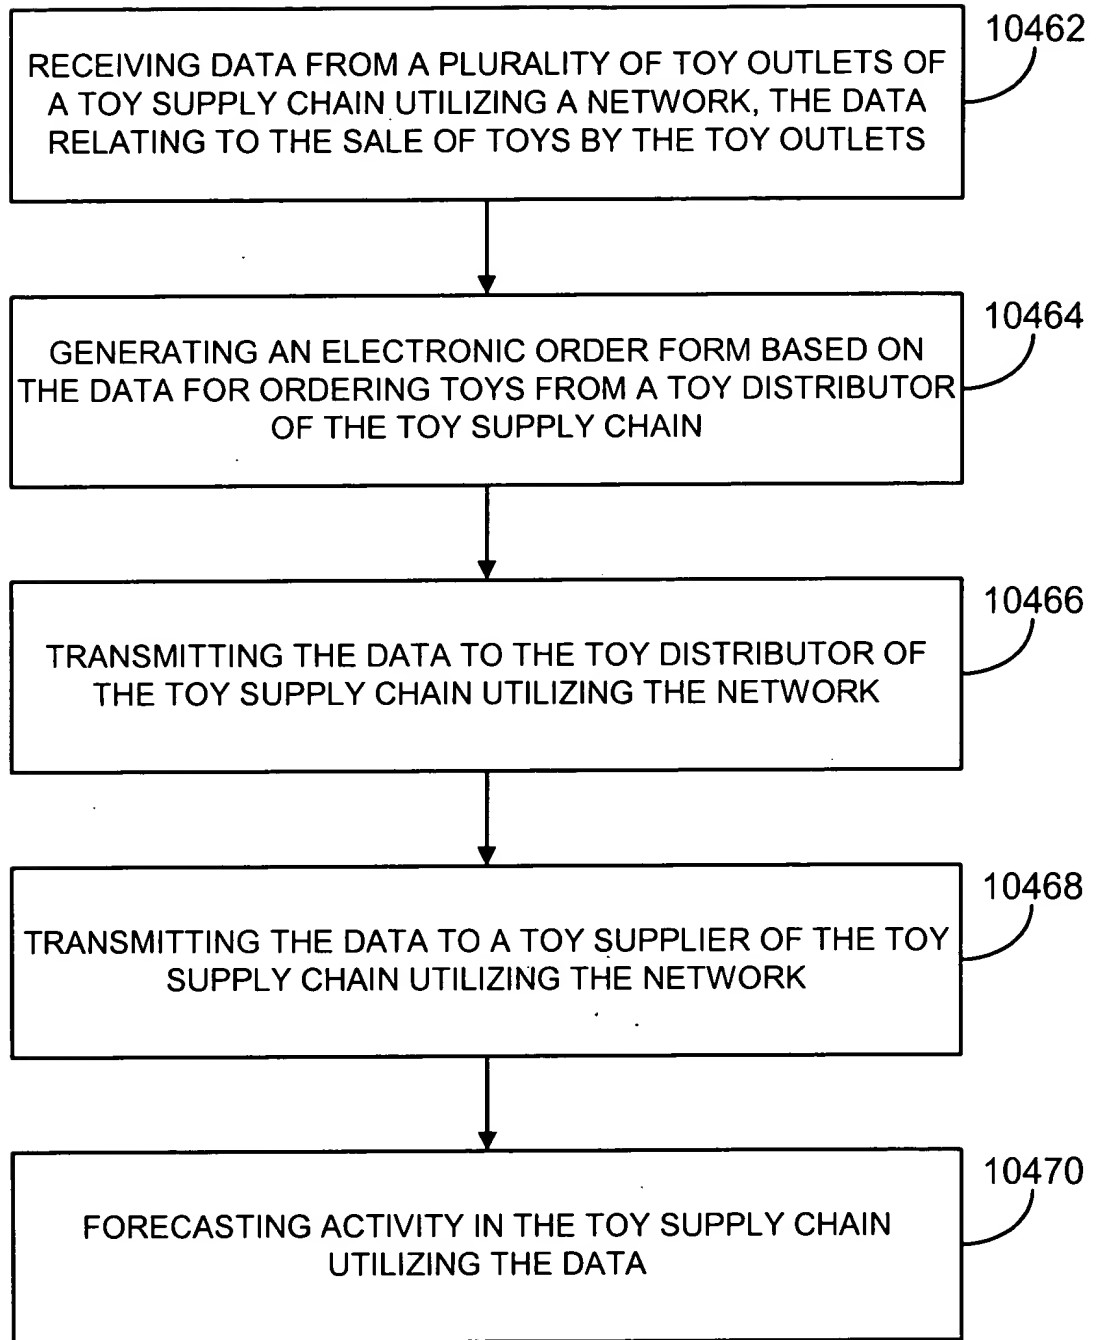 10462
RECEIVING DATA FROM A PLURALITY OF TOY OUTLETS OF
A TOY SUPPLY CHAIN UTILIZING A NETWORK, THE DATA
RELATING TO THE SALE OF TOYS BY THE TOY OUTLETS
10464
GENERATING AN ELECTRONIC ORDER FORM BASED ON
THE DATA FOR ORDERING TOYS FROM A TOY DISTRIBUTOR
OF THE TOY SUPPLY CHAIN
10466
TRANSMITTING THE DATA TO THE TOY DISTRIBUTOR OF
THE TOY SUPPLY CHAIN UTILIZING THE NETWORK
10468
TRANSMITTING THE DATA TO A TOY SUPPLIER OF THE TOY
SUPPLY CHAIN UTILIZING THE NETWORK
10470
FORECASTING ACTIVITY IN THE TOY SUPPLY CHAIN
UTILIZING THE DATA